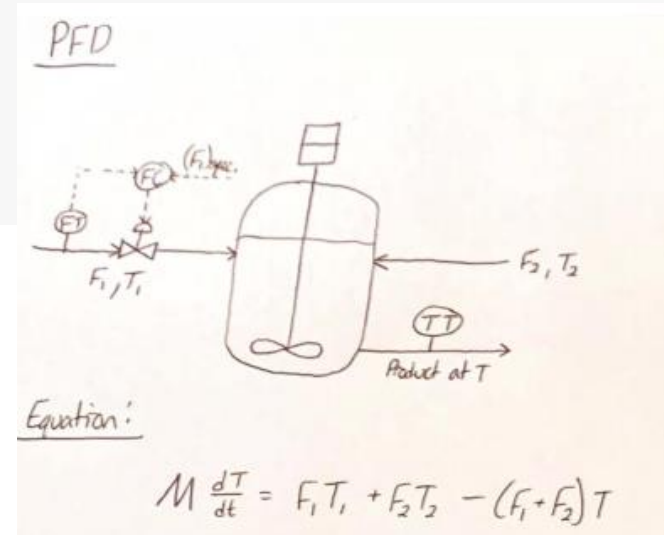 PFD
(F₁)spec.
FC
FT
F₁, T₁
F₂, T₂
TT
Product at T
Equation:
M dT/dt = F₁T₁ + F₂T₂ - (F₁+F₂)T